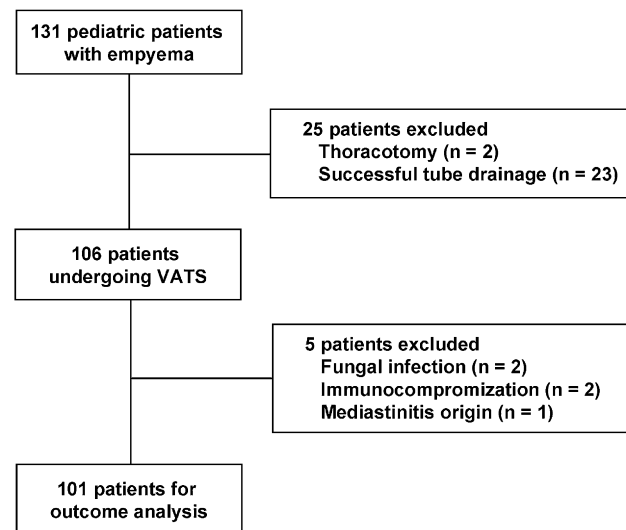 131 pediatric patients
with empyema
25 patients excluded
Thoracotomy (n = 2)
Successful tube drainage (n = 23)
106 patients
undergoing VATS
5 patients excluded
Fungal infection (n = 2)
Immunocompromization (n = 2)
Mediastinitis origin (n = 1)
101 patients for
outcome analysis